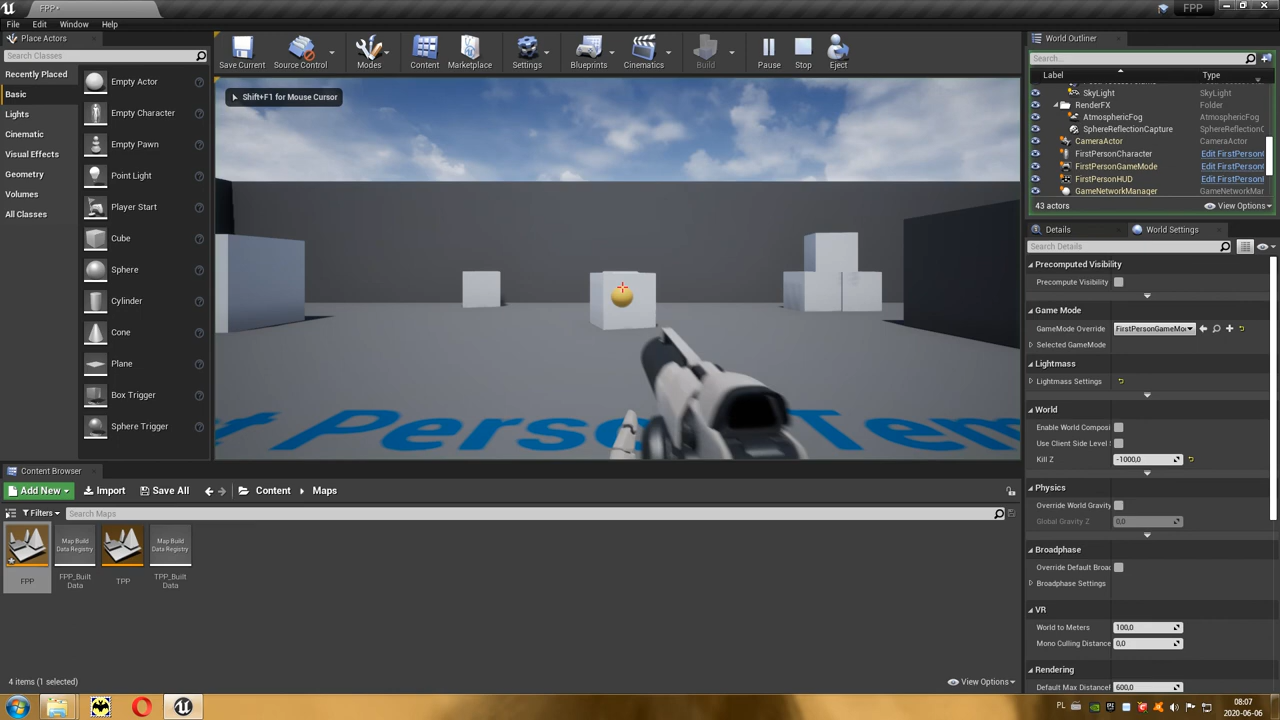 FPP*
FPP
File Edit Window Help
Place Actors
Search Classes
Recently Placed
Basic
Lights
Cinematic
Visual Effects
Geometry
Volumes
All Classes
Empty Actor
Empty Character
Empty Pawn
Point Light
Player Start
Cube
Sphere
Cylinder
Cone
Plane
Box Trigger
Sphere Trigger
Save Current Source Control Modes Content Marketplace Settings Blueprints Cinematics Build Pause Stop Eject
Shift+F1 for Mouse Cursor
World Outliner
Search...
Label Type
SkyLight SkyLight
RenderFX Folder
AtmosphericFog AtmosphericFog
SphereReflectionCapture SphereReflectionC
CameraActor CameraActor
FirstPersonCharacter Edit FirstPersonC
FirstPersonGameMode Edit FirstPersonG
FirstPersonHUD Edit FirstPersonH
GameNetworkManager GameNetworkMar
43 actors View Options
Details World Settings
Search Details
Precomputed Visibility
Precompute Visibility
Game Mode
GameMode Override FirstPersonGameMo
Selected GameMode
Lightmass
Lightmass Settings
World
Enable World Composi
Use Client Side Level
Kill Z -1000,0
Physics
Override World Gravity
Global Gravity Z 0,0
Broadphase
Override Default Broa
Broadphase Settings
VR
World to Meters 100,0
Mono Culling Distance 0,0
Rendering
Default Max Distance 600,0
Content Browser
Add New Import Save All Content Maps
Filters Search Maps
Map Build Data Registry
Map Build Data Registry
FPP FPP_Built Data TPP TPP_Built Data
4 items (1 selected) View Options
PL 08:07
2020-06-06